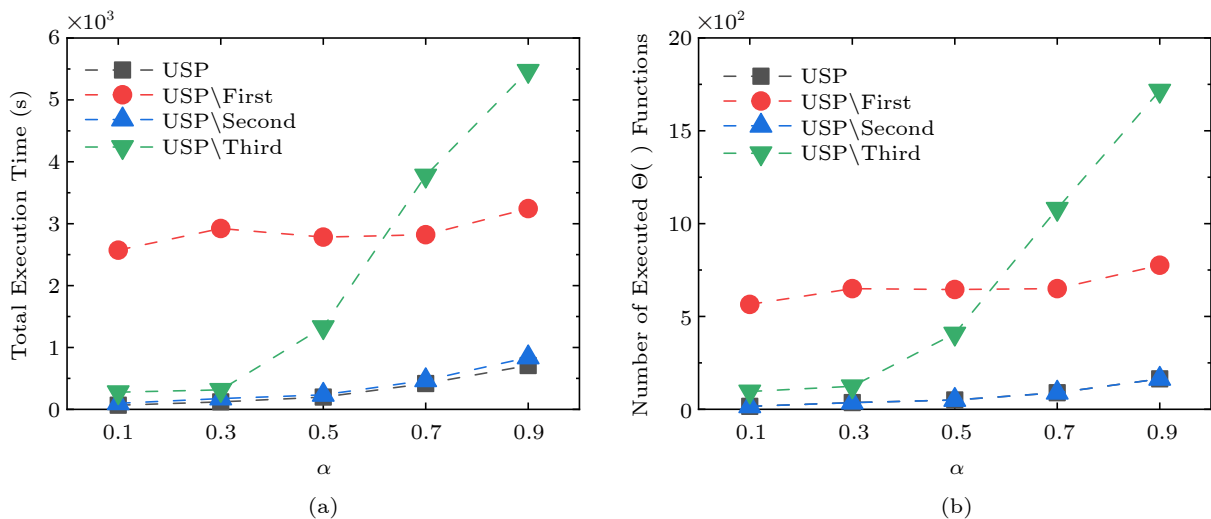 ×10³
6
5
4
3
2
1
0
Total Execution Time (s)
USP
USP\First
USP\Second
USP\Third
0.1 0.3 0.5 0.7 0.9
α
(a)
×10²
20
15
10
5
0
Number of Executed Θ( ) Functions
USP
USP\First
USP\Second
USP\Third
0.1 0.3 0.5 0.7 0.9
α
(b)